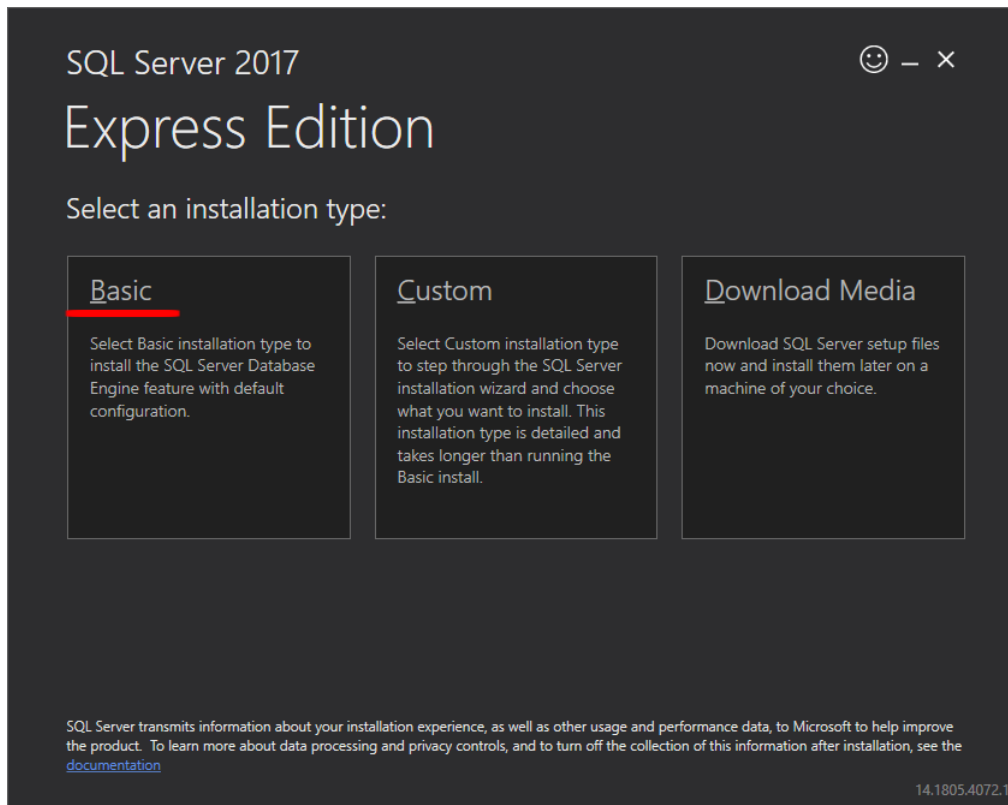 SQL Server 2017
Express Edition
Select an installation type:
Basic
Select Basic installation type to
install the SQL Server Database
Engine feature with default
configuration.
Custom
Select Custom installation type
to step through the SQL Server
installation wizard and choose
what you want to install. This
installation type is detailed and
takes longer than running the
Basic install.
Download Media
Download SQL Server setup files
now and install them later on a
machine of your choice.
SQL Server transmits information about your installation experience, as well as other usage and performance data, to Microsoft to help improve
the product. To learn more about data processing and privacy controls, and to turn off the collection of this information after installation, see the
documentation
14.1805.4072.1